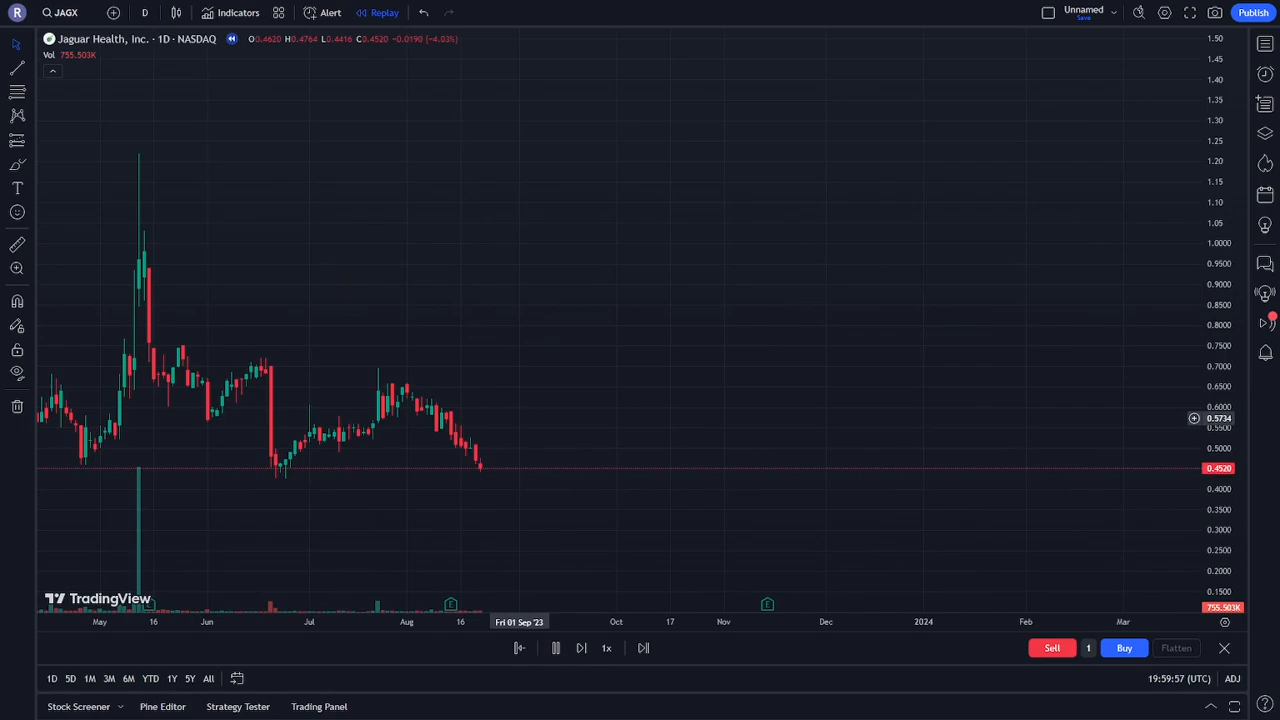 R JAGX D Indicators Alert Replay Unnamed Save Publish
Jaguar Health, Inc. · 1D · NASDAQ O0.4620 H0.4764 L0.4416 C0.4520 −0.0190 (−4.03%)
Vol 755.503K
1.50
1.45
1.40
1.35
1.30
1.25
1.20
1.15
1.10
1.05
1.0000
0.9500
0.9000
0.8500
0.8000
0.7500
0.7000
0.6500
0.6000
0.5734
0.5500
0.5000
0.4520
0.4000
0.3500
0.3000
0.2500
0.2000
0.1500
755.503K
TradingView
E E E
May 16 Jun Jul Aug 16 Fri 01 Sep '23 Oct 17 Nov Dec 2024 Feb Mar
1x Sell 1 Buy Flatten
1D 5D 1M 3M 6M YTD 1Y 5Y All 19:59:57 (UTC) ADJ
Stock Screener Pine Editor Strategy Tester Trading Panel